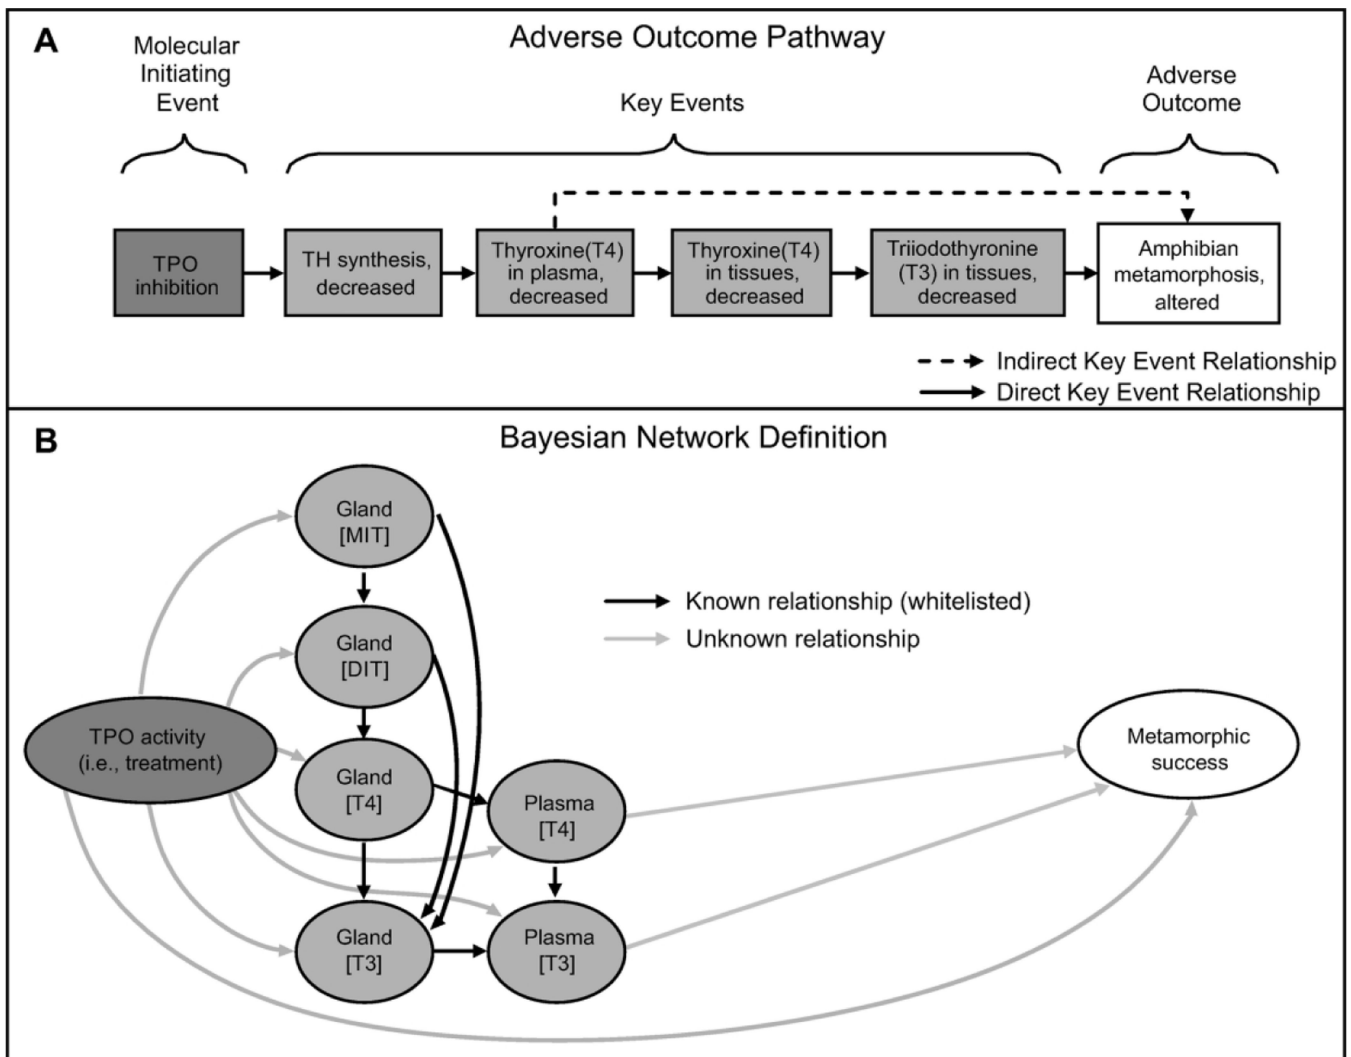 A
Adverse Outcome Pathway
Molecular
Initiating
Event
Key Events
Adverse
Outcome
TPO
inhibition
TH synthesis,
decreased
Thyroxine(T4)
in plasma,
decreased
Thyroxine(T4)
in tissues,
decreased
Triiodothyronine
(T3) in tissues,
decreased
Amphibian
metamorphosis,
altered
Indirect Key Event Relationship
Direct Key Event Relationship
B
Bayesian Network Definition
Gland
[MIT]
Known relationship (whitelisted)
Unknown relationship
Gland
[DIT]
TPO activity
(i.e., treatment)
Gland
[T4]
Plasma
[T4]
Metamorphic
success
Gland
[T3]
Plasma
[T3]